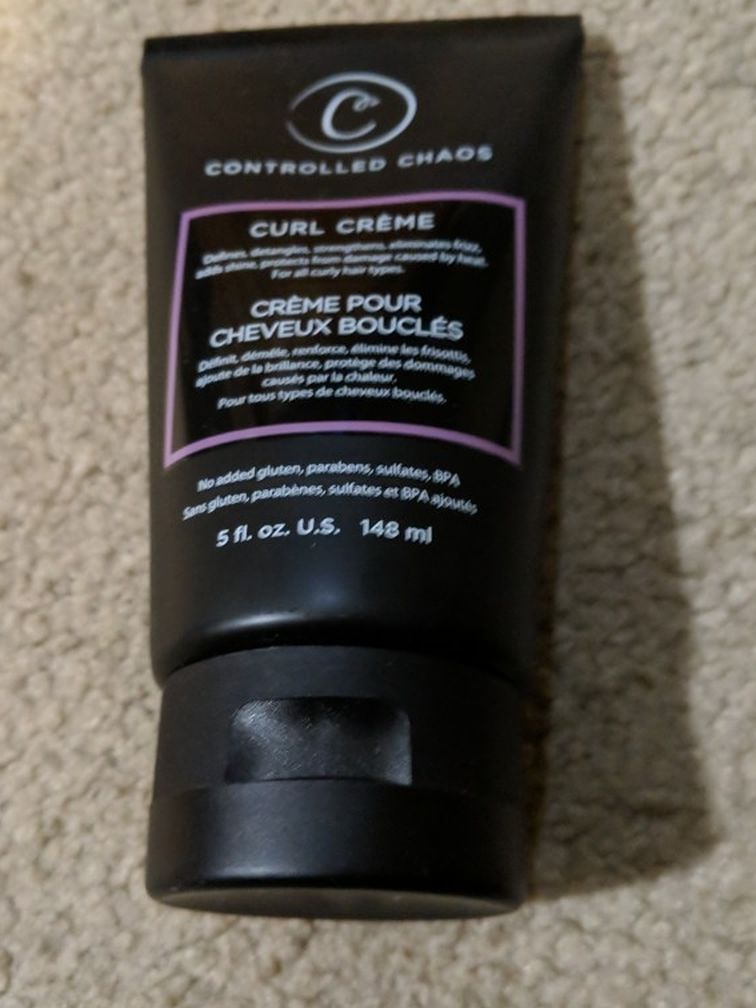 C
CONTROLLED CHAOS
CURL CRÈME
Defines, detangles, strengthens, eliminates frizz,
adds shine, protects from damage caused by heat.
For all curly hair types.
CRÈME POUR
CHEVEUX BOUCLÉS
Définit, démêle, renforce, élimine les frisottis,
ajoute de la brillance, protège des dommages
causés par la chaleur.
Pour tous types de cheveux bouclés.
No added gluten, parabens, sulfates, BPA
Sans gluten, parabènes, sulfates et BPA ajoutés
5 fl. oz. U.S. 148 ml